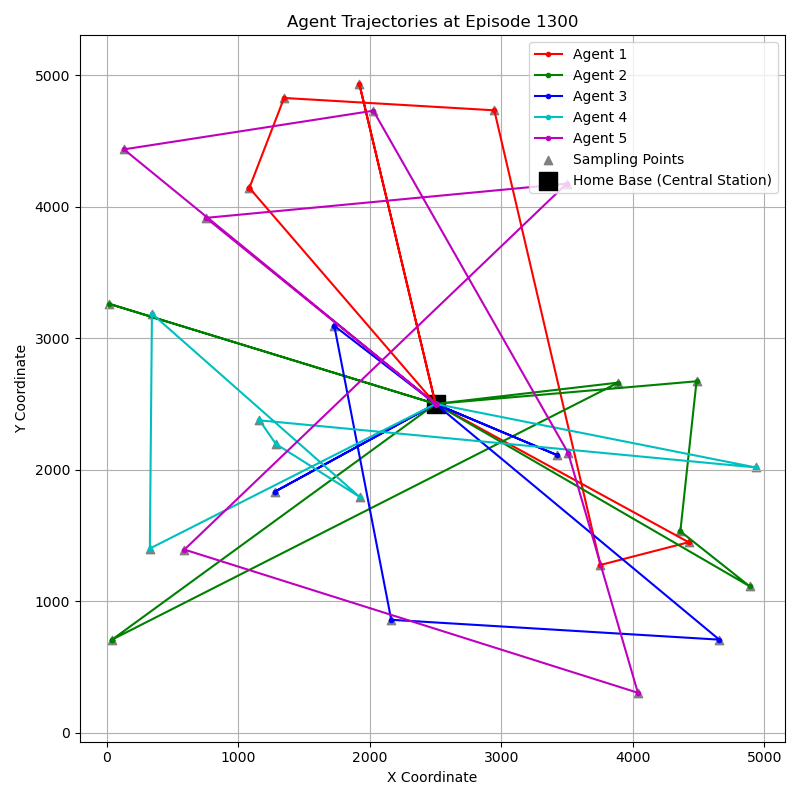 Agent Trajectories at Episode 1300
Agent 1
Agent 2
Agent 3
Agent 4
Agent 5
Sampling Points
Home Base (Central Station)
Y Coordinate
5000
4000
3000
2000
1000
0
0 1000 2000 3000 4000 5000
X Coordinate